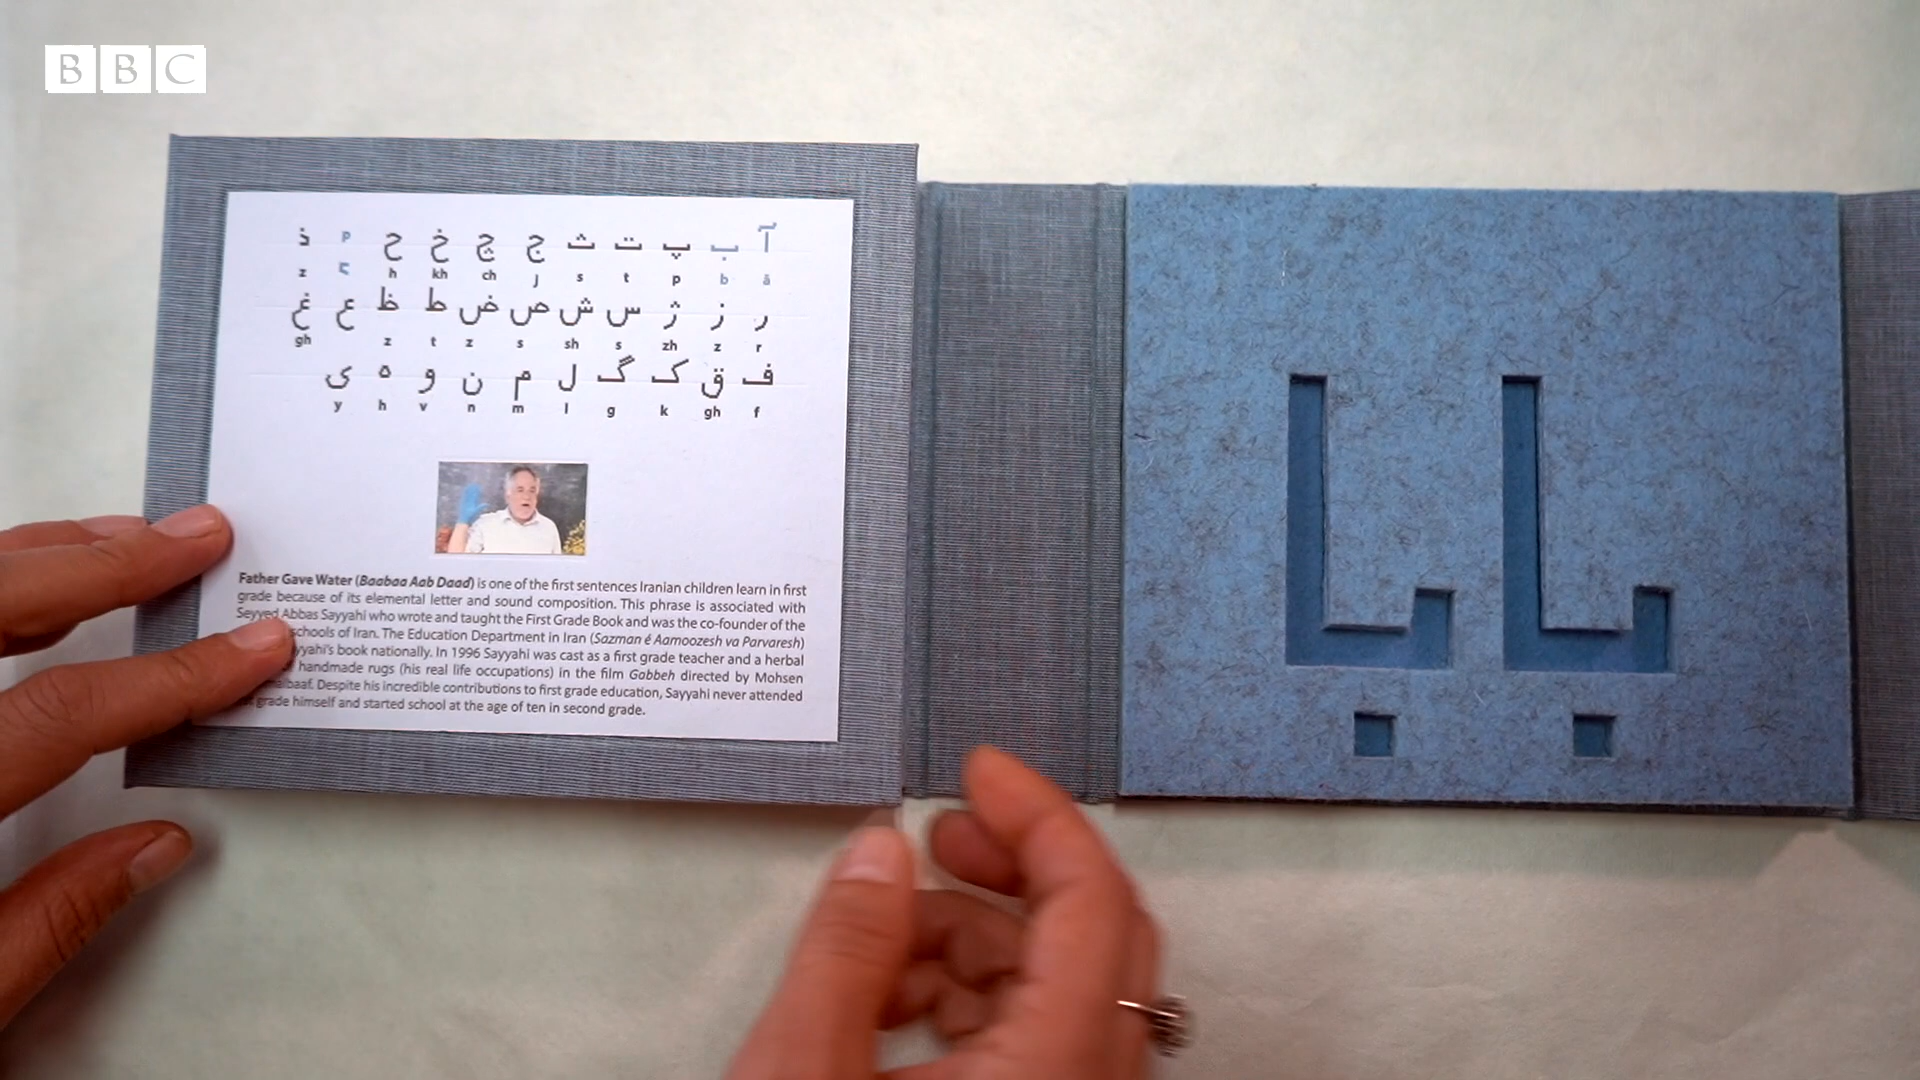 BBC
آ ب پ ت ث ج چ خ ح د ذ
z d h kh ch j s t p b ā
ر ز ژ س ش ص ض ط ظ ع غ
gh z t z s sh s zh z r
ف ق ک گ ل م ن و ه ی
y h v n m l g k gh f
Father Gave Water (Baabaa Aab Daad) is one of the first sentences Iranian children learn in first
grade because of its elemental letter and sound composition. This phrase is associated with
Seyyed Abbas Sayyahi who wrote and taught the First Grade Book and was the co-founder of the
schools of Iran. The Education Department in Iran (Sazman é Aamoozesh va Parvaresh)
book nationally. In 1996 Sayyahi was cast as a first grade teacher and a herbal
handmade rugs (his real life occupations) in the film Gabbeh directed by Mohsen
Despite his incredible contributions to first grade education, Sayyahi never attended
grade himself and started school at the age of ten in second grade.
بابا